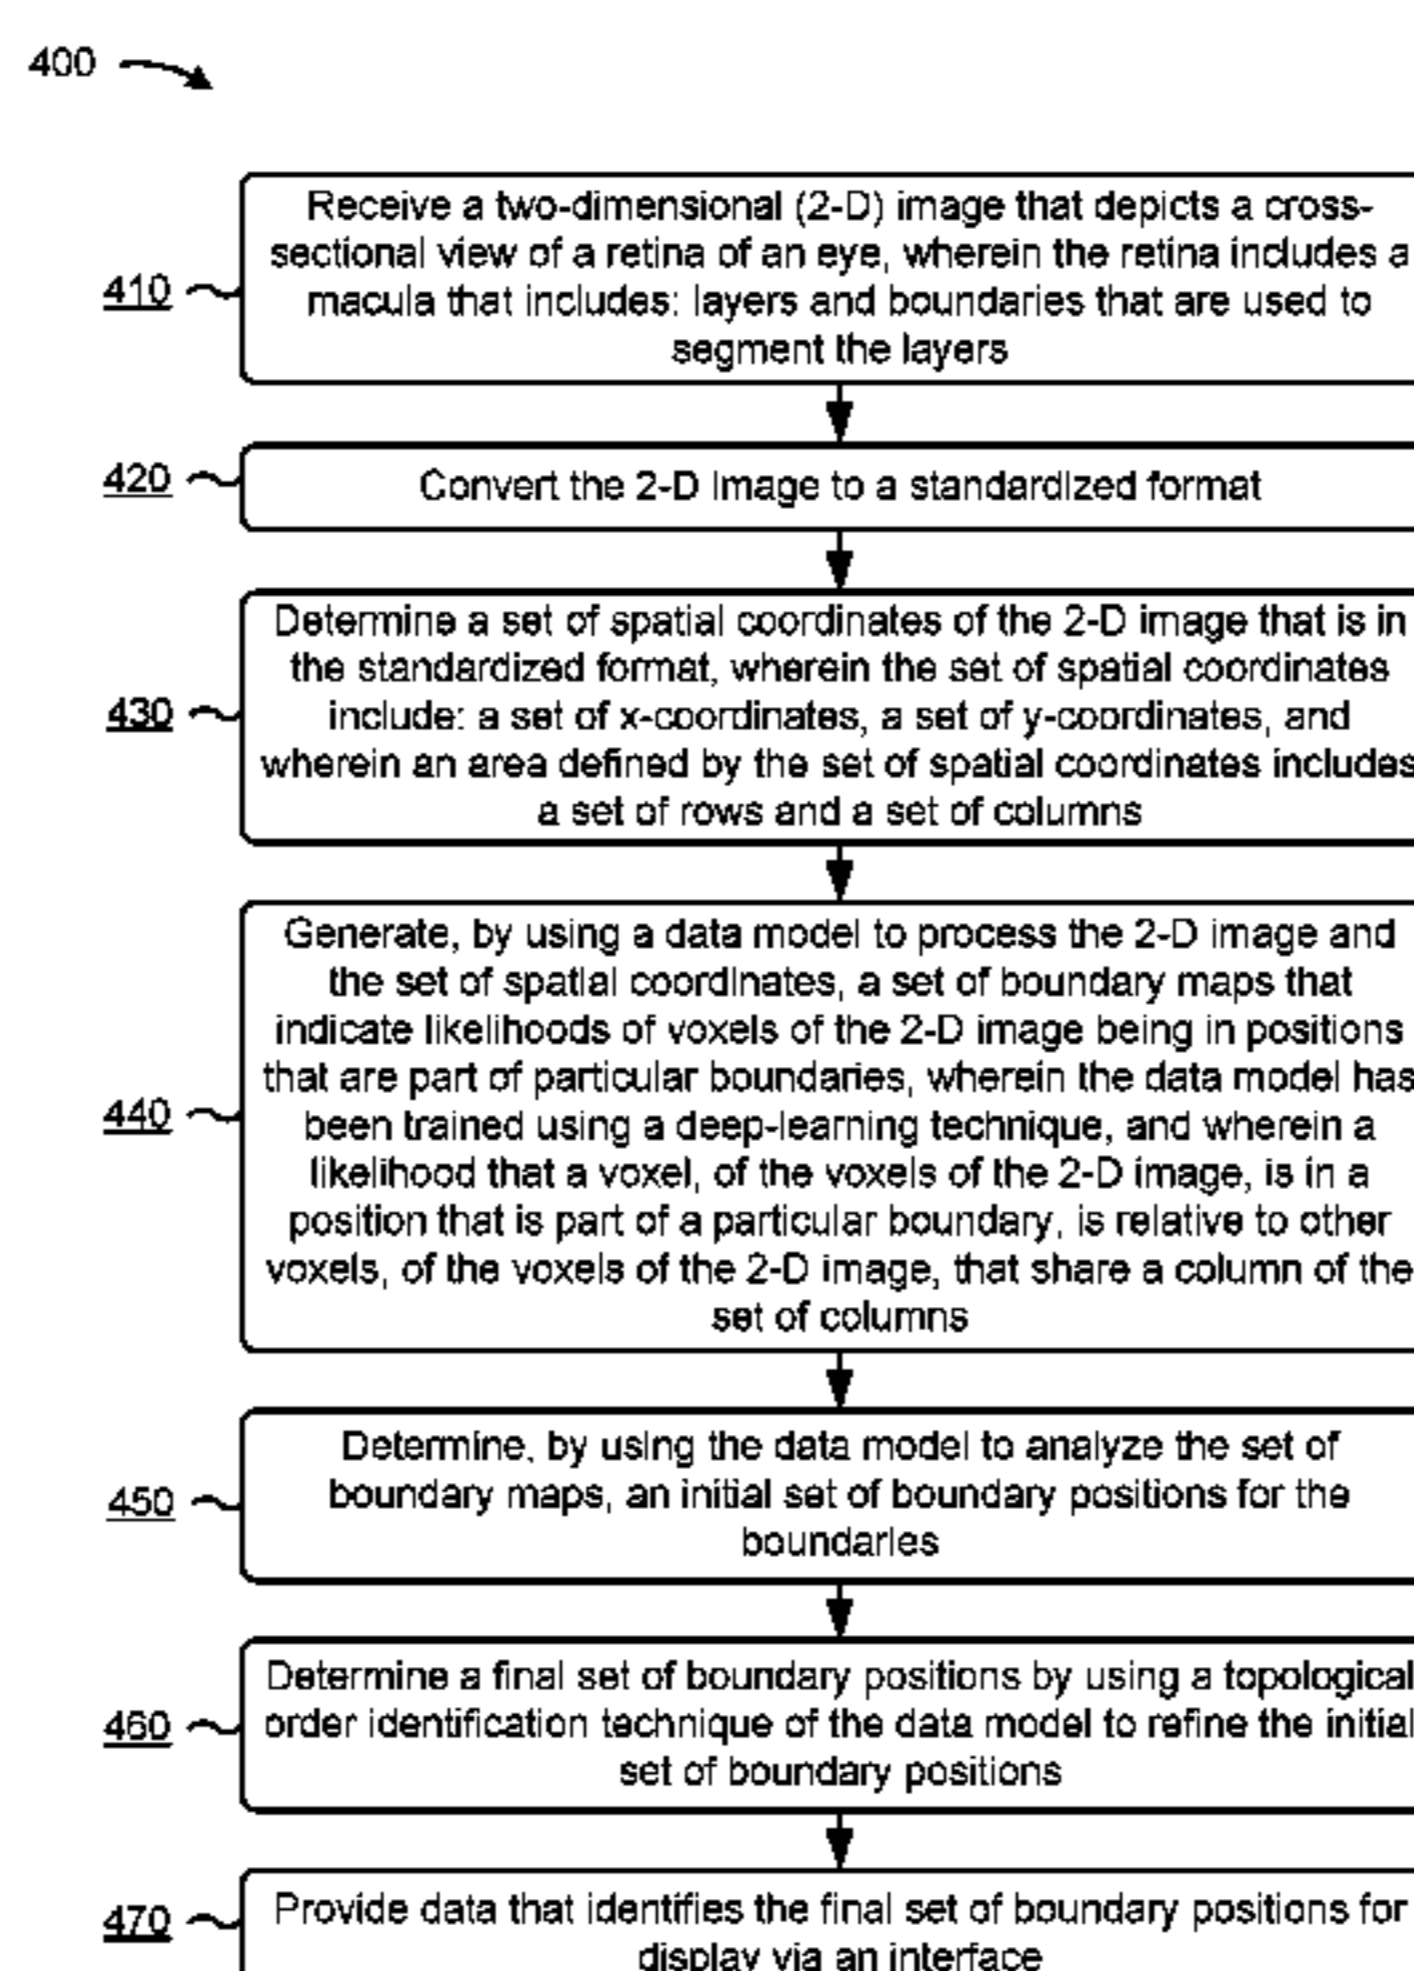 400
Receive a two-dimensional (2-D) image that depicts a cross-
sectional view of a retina of an eye, wherein the retina includes a
410
macula that includes: layers and boundaries that are used to
segment the layers
420
Convert the 2-D image to a standardized format
Determine a set of spatial coordinates of the 2-D image that is in
the standardized format, wherein the set of spatial coordinates
430
include: a set of x-coordinates, a set of y-coordinates, and
wherein an area defined by the set of spatial coordinates includes
a set of rows and a set of columns
Generate, by using a data model to process the 2-D image and
the set of spatial coordinates, a set of boundary maps that
indicate likelihoods of voxels of the 2-D image being in positions
that are part of particular boundaries, wherein the data model has
440
been trained using a deep-learning technique, and wherein a
likelihood that a voxel, of the voxels of the 2-D image, is in a
position that is part of a particular boundary, is relative to other
voxels, of the voxels of the 2-D image, that share a column of the
set of columns
Determine, by using the data model to analyze the set of
450
boundary maps, an initial set of boundary positions for the
boundaries
Determine a final set of boundary positions by using a topological
460
order identification technique of the data model to refine the initial
set of boundary positions
470
Provide data that identifies the final set of boundary positions for
display via an interface